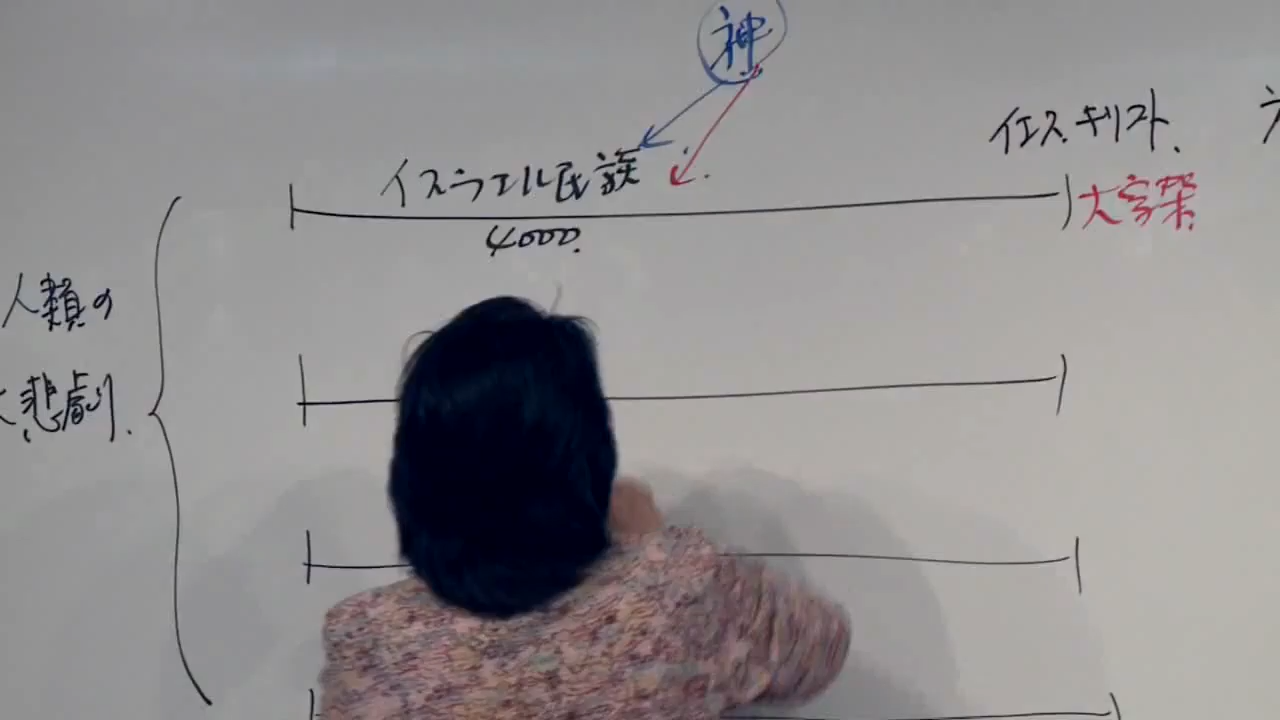 神
イエス・キリスト、
イスラエル民族
十字架
4000.
人類の
大悲劇.